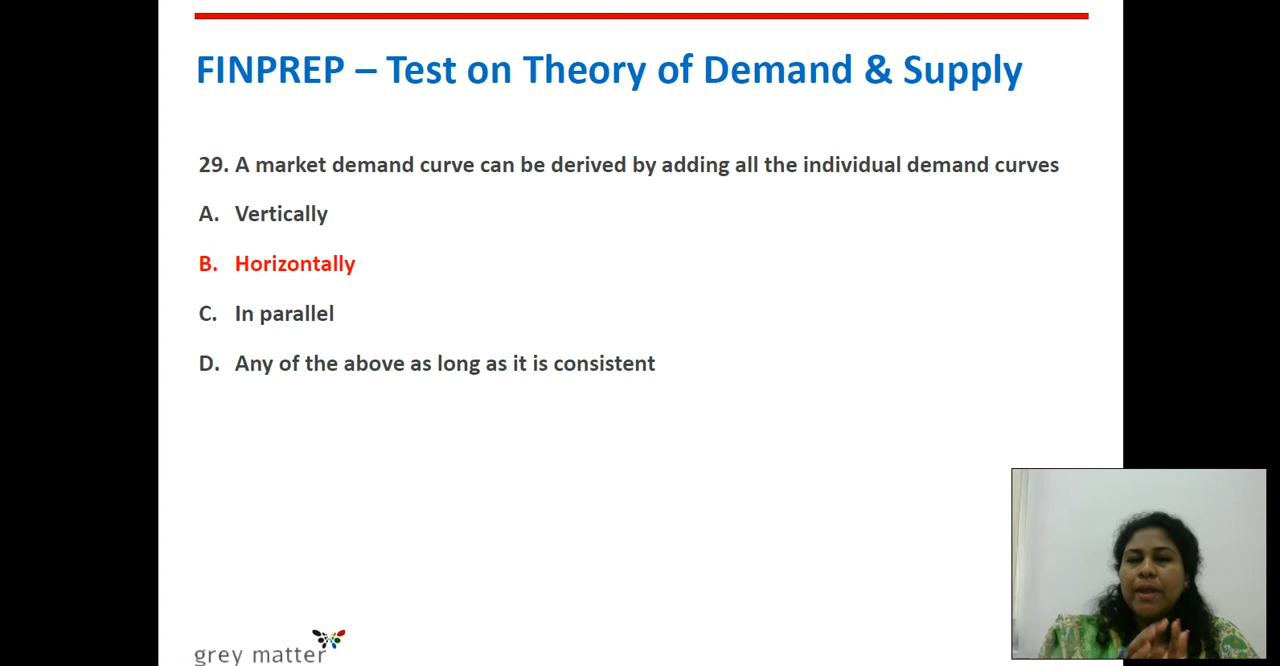 FINPREP – Test on Theory of Demand & Supply
29. A market demand curve can be derived by adding all the individual demand curves
A. Vertically
B. Horizontally
C. In parallel
D. Any of the above as long as it is consistent
grey matter